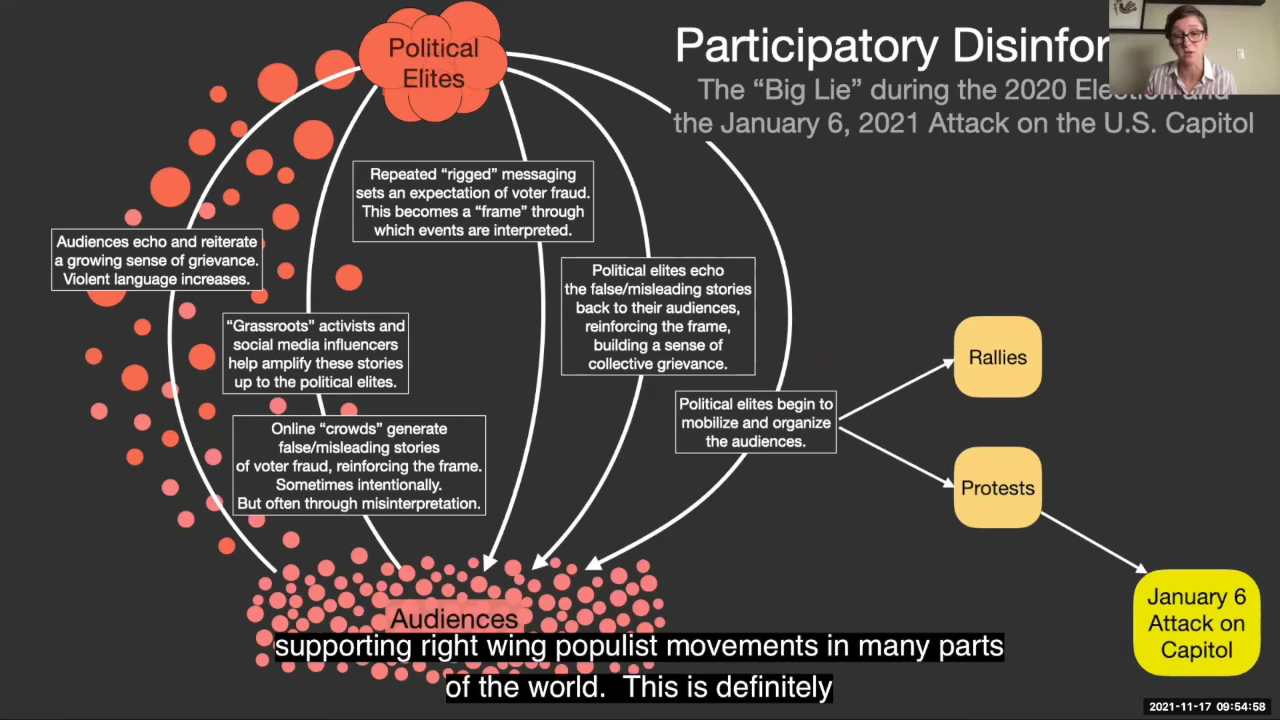 Political
Elites
Participatory Disinfor
The “Big Lie” during the 2020 Election and
the January 6, 2021 Attack on the U.S. Capitol
Repeated “rigged” messaging
sets an expectation of voter fraud.
This becomes a “frame” through
which events are interpreted.
Audiences echo and reiterate
a growing sense of grievance.
Violent language increases.
Political elites echo
the false/misleading stories
back to their audiences,
reinforcing the frame,
building a sense of
collective grievance.
“Grassroots” activists and
social media influencers
help amplify these stories
up to the political elites.
Rallies
Political elites begin to
mobilize and organize
the audiences.
Online “crowds” generate
false/misleading stories
of voter fraud, reinforcing the frame.
Sometimes intentionally.
But often through misinterpretation.
Protests
January 6
Attack on
Capitol
Audiences
supporting right wing populist movements in many parts
of the world. This is definitely
2021-11-17 09:54:58